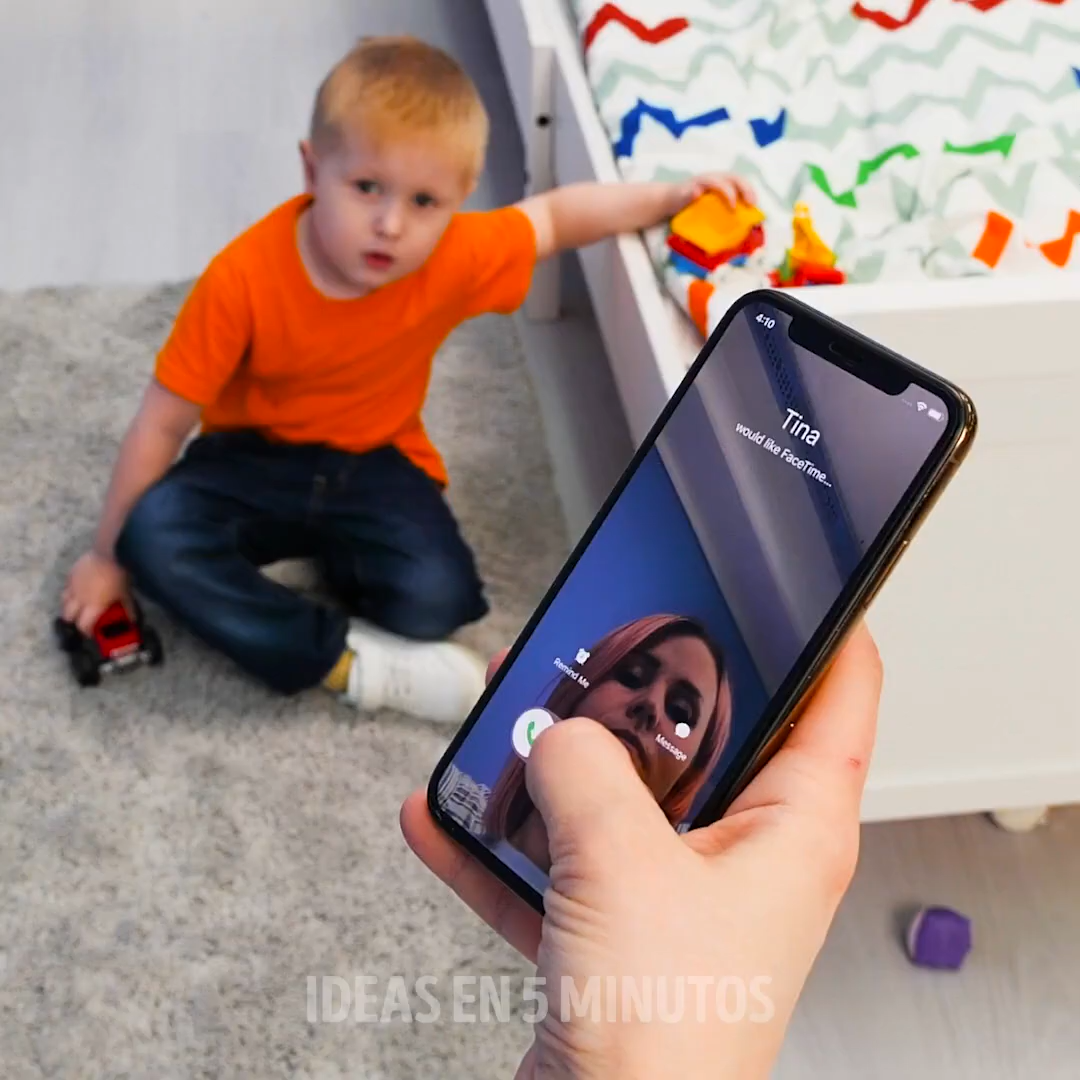 4:10
Tina
would like FaceTime...
Remind Me
Message
IDEAS EN 5 MINUTOS